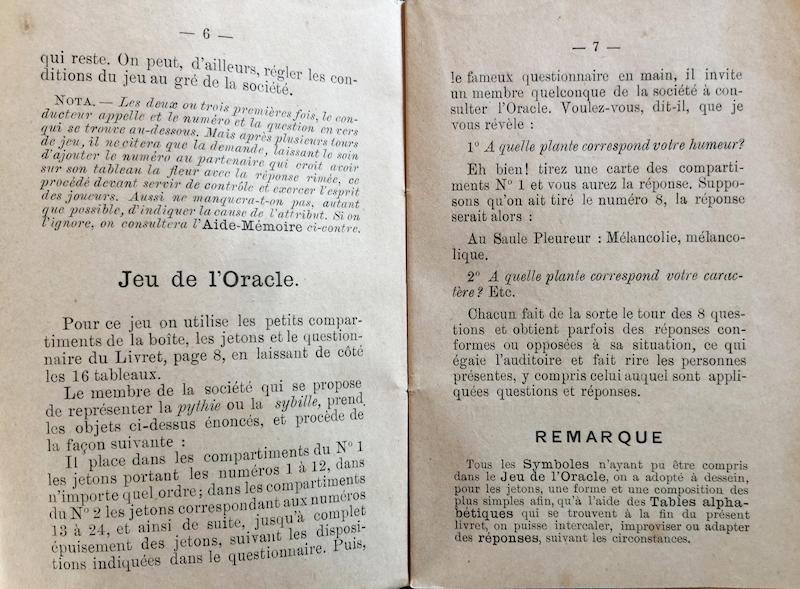 — 6 —
qui reste. On peut, d'ailleurs, régler les con-
ditions du jeu au gré de la société.
NOTA. — Les deux ou trois premières fois, le con-
ducteur appelle et le numéro et la question en vers
qui se trouve au-dessous. Mais après plusieurs tours
de jeu, il ne citera que la demande, laissant le soin
d'ajouter le numéro au partenaire qui croit avoir
sur son tableau la fleur avec la réponse rimée, ce
procédé devant servir de contrôle et exercer l'esprit
des joueurs. Aussi ne manquera-t-on pas, autant
que possible, d'indiquer la cause de l'attribut. Si on
l'ignore, on consultera l'Aide-Mémoire ci-contre.
Jeu de l'Oracle.
Pour ce jeu on utilise les petits compar-
timents de la boîte, les jetons et le question-
naire du Livret, page 8, en laissant de côté
les 16 tableaux.
Le membre de la société qui se propose
de représenter la pythie ou la sybille, prend
les objets ci-dessus énoncés, et procède de
la façon suivante :
Il place dans les compartiments du N° 1
les jetons portant les numéros 1 à 12, dans
n'importe quel ordre ; dans les compartiments
du N° 2 les jetons correspondant aux numéros
13 à 24, et ainsi de suite, jusqu'à complet
épuisement des jetons, suivant les disposi-
tions indiquées dans le questionnaire. Puis,
— 7 —
le fameux questionnaire en main, il invite
un membre quelconque de la société à con-
sulter l'Oracle. Voulez-vous, dit-il, que je
vous révèle :
1° A quelle plante correspond votre humeur?
Eh bien! tirez une carte des comparti-
ments N° 1 et vous aurez la réponse. Suppo-
sons qu'on ait tiré le numéro 8, la réponse
serait alors :
Au Saule Pleureur : Mélancolie, mélanco-
lique.
2° A quelle plante correspond votre carac-
tère? Etc.
Chacun fait de la sorte le tour des 8 ques-
tions et obtient parfois des réponses con-
formes ou opposées à sa situation, ce qui
égaie l'auditoire et fait rire les personnes
présentes, y compris celui auquel sont appli-
quées questions et réponses.
REMARQUE
Tous les Symboles n'ayant pu être compris
dans le Jeu de l'Oracle, on a adopté à dessein,
pour les jetons, une forme et une composition des
plus simples afin, qu'à l'aide des Tables alpha-
bétiques qui se trouvent à la fin du présent
livret, on puisse intercaler, improviser ou adapter
des réponses, suivant les circonstances.